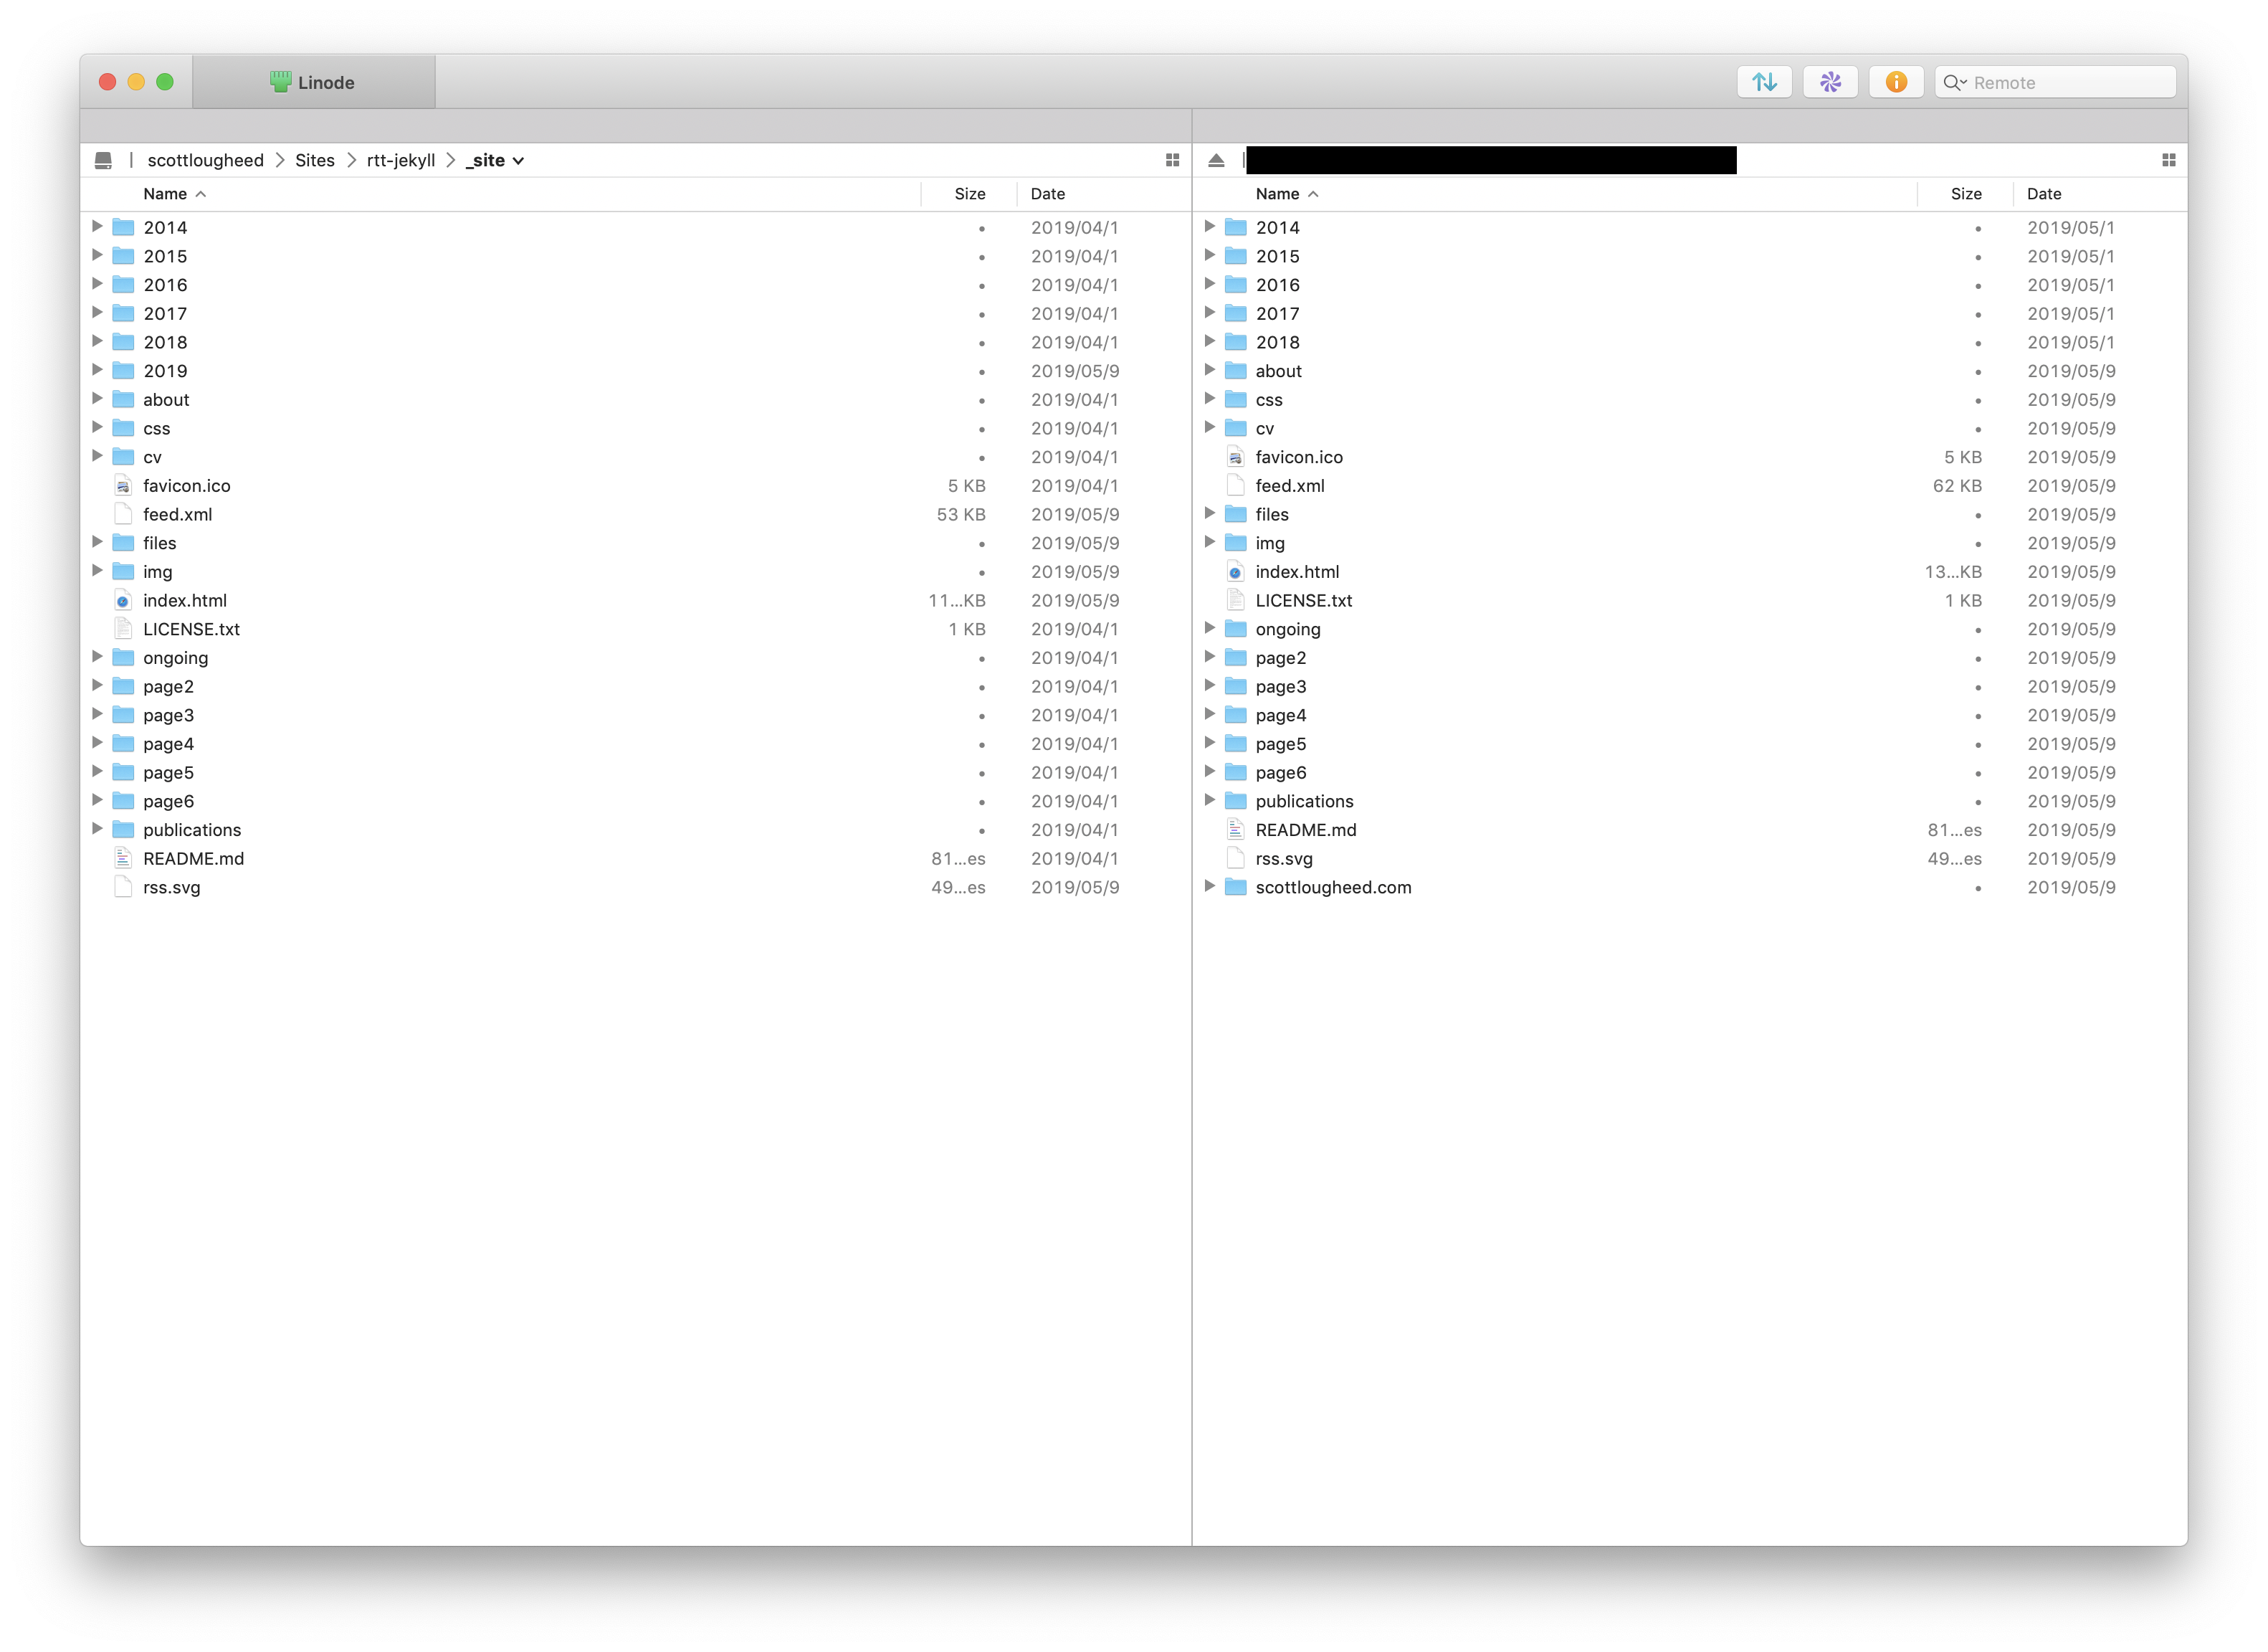 Linode
Remote
scottlougheed > Sites > rtt-jekyll > _site
Name Size Date
2014 • 2019/04/1
2015 • 2019/04/1
2016 • 2019/04/1
2017 • 2019/04/1
2018 • 2019/04/1
2019 • 2019/05/9
about • 2019/04/1
css • 2019/04/1
cv • 2019/04/1
favicon.ico 5 KB 2019/04/1
feed.xml 53 KB 2019/05/9
files • 2019/05/9
img • 2019/05/9
index.html 11...KB 2019/05/9
LICENSE.txt 1 KB 2019/04/1
ongoing • 2019/04/1
page2 • 2019/04/1
page3 • 2019/04/1
page4 • 2019/04/1
page5 • 2019/04/1
page6 • 2019/04/1
publications • 2019/04/1
README.md 81...es 2019/04/1
rss.svg 49...es 2019/05/9
Name Size Date
2014 • 2019/05/1
2015 • 2019/05/1
2016 • 2019/05/1
2017 • 2019/05/1
2018 • 2019/05/1
about • 2019/05/9
css • 2019/05/9
cv • 2019/05/9
favicon.ico 5 KB 2019/05/9
feed.xml 62 KB 2019/05/9
files • 2019/05/9
img • 2019/05/9
index.html 13...KB 2019/05/9
LICENSE.txt 1 KB 2019/05/9
ongoing • 2019/05/9
page2 • 2019/05/9
page3 • 2019/05/9
page4 • 2019/05/9
page5 • 2019/05/9
page6 • 2019/05/9
publications • 2019/05/9
README.md 81...es 2019/05/9
rss.svg 49...es 2019/05/9
scottlougheed.com • 2019/05/9